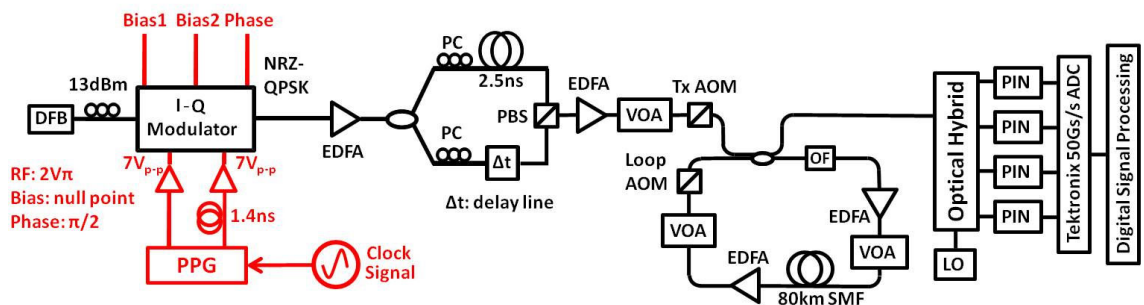 Bias1 Bias2 Phase
13dBm
NRZ-
QPSK
DFB
I-Q
Modulator
7Vp-p
7Vp-p
RF: 2Vπ
Bias: null point
Phase: π/2
1.4ns
PPG
Clock
Signal
EDFA
PC
2.5ns
PBS
PC
Δt
Δt: delay line
EDFA
VOA
Tx AOM
Loop
AOM
OF
EDFA
VOA
VOA
EDFA
80km SMF
Optical Hybrid
LO
PIN
PIN
PIN
PIN
Tektronix 50Gs/s ADC
Digital Signal Processing